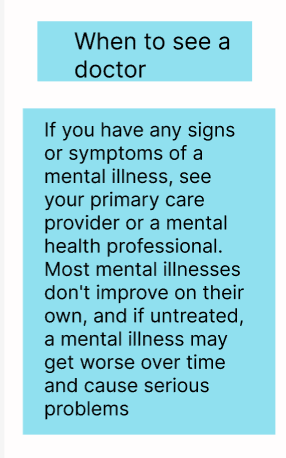 When to see a
doctor
If you have any signs
or symptoms of a
mental illness, see
your primary care
provider or a mental
health professional.
Most mental illnesses
don't improve on their
own, and if untreated,
a mental illness may
get worse over time
and cause serious
problems